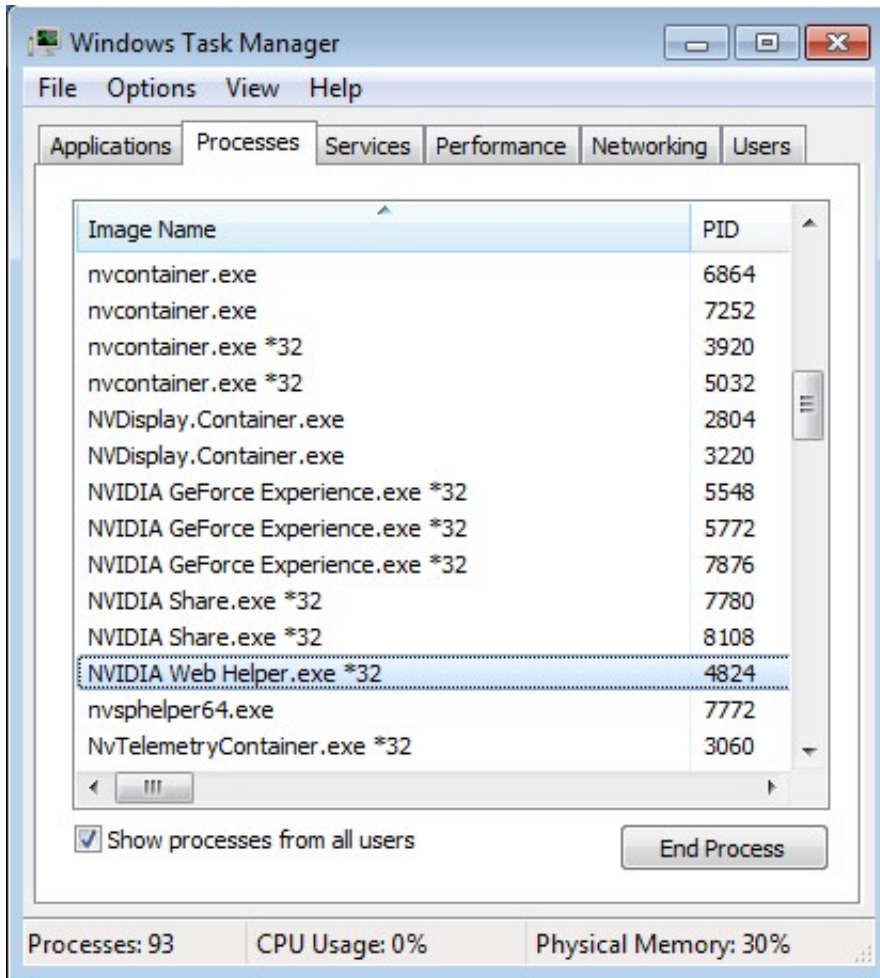 Windows Task Manager
File Options View Help
Applications Processes Services Performance Networking Users
Image Name PID
nvcontainer.exe 6864
nvcontainer.exe 7252
nvcontainer.exe *32 3920
nvcontainer.exe *32 5032
NVDisplay.Container.exe 2804
NVDisplay.Container.exe 3220
NVIDIA GeForce Experience.exe *32 5548
NVIDIA GeForce Experience.exe *32 5772
NVIDIA GeForce Experience.exe *32 7876
NVIDIA Share.exe *32 7780
NVIDIA Share.exe *32 8108
NVIDIA Web Helper.exe *32 4824
nvsphelper64.exe 7772
NvTelemetryContainer.exe *32 3060
Show processes from all users End Process
Processes: 93 CPU Usage: 0% Physical Memory: 30%